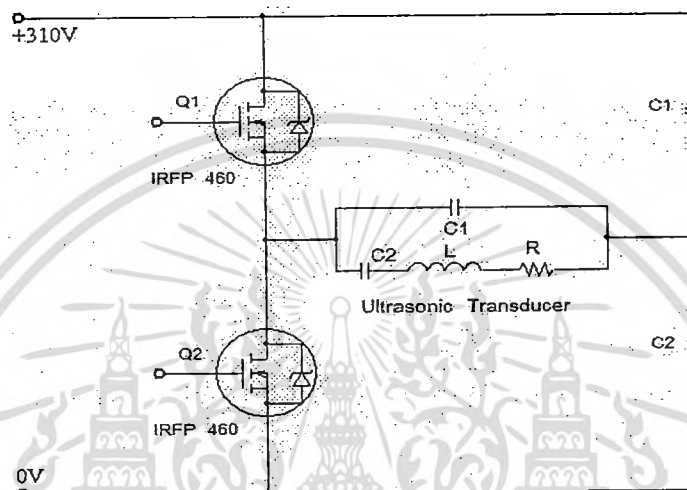 +310V
Q1
C1
IRFP 460
C1
C2
L
R
Ultrasonic Transducer
Q2
C2
IRFP 460
0V